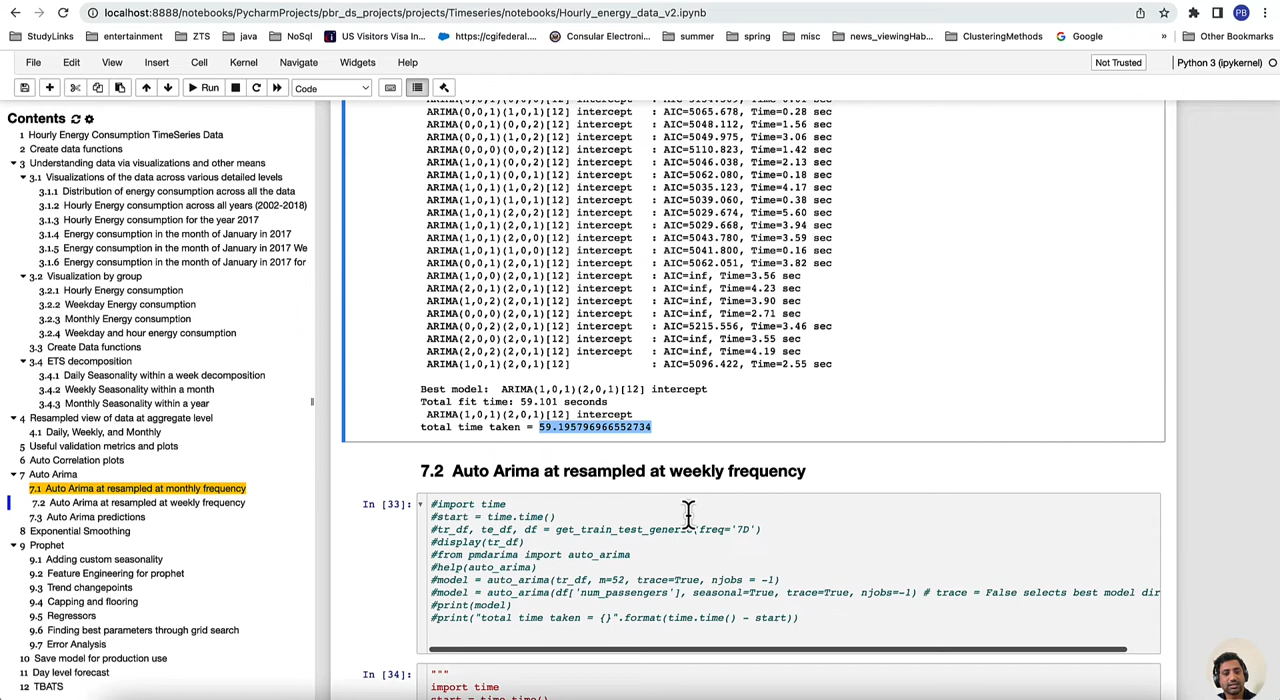 localhost:8888/notebooks/PycharmProjects/pbr_ds_projects/projects/Timeseries/notebooks/Hourly_energy_data_v2.ipynb
PB
StudyLinks entertainment ZTS java NoSql US Visitors Visa In... https://cgifederal.... Consular Electroni... summer spring misc news_viewingHab... ClusteringMethods Google » Other Bookmarks
File Edit View Insert Cell Kernel Navigate Widgets Help Not Trusted Python 3 (ipykernel)
Run Code
Contents
1 Hourly Energy Consumption TimeSeries Data
2 Create data functions
3 Understanding data via visualizations and other means
3.1 Visualizations of the data across various detailed levels
3.1.1 Distribution of energy consumption across all the data
3.1.2 Hourly Energy consumption across all years (2002-2018)
3.1.3 Hourly Energy consumption for the year 2017
3.1.4 Energy consumption in the month of January in 2017
3.1.5 Energy consumption in the month of January in 2017 We
3.1.6 Energy consumption in the month of January in 2017 for
3.2 Visualization by group
3.2.1 Hourly Energy consumption
3.2.2 Weekday Energy consumption
3.2.3 Monthly Energy consumption
3.2.4 Weekday and hour energy consumption
3.3 Create Data functions
3.4 ETS decomposition
3.4.1 Daily Seasonality within a week decomposition
3.4.2 Weekly Seasonality within a month
3.4.3 Monthly Seasonality within a year
4 Resampled view of data at aggregate level
4.1 Daily, Weekly, and Monthly
5 Useful validation metrics and plots
6 Auto Correlation plots
7 Auto Arima
7.1 Auto Arima at resampled at monthly frequency
7.2 Auto Arima at resampled at weekly frequency
7.3 Auto Arima predictions
8 Exponential Smoothing
9 Prophet
9.1 Adding custom seasonality
9.2 Feature Engineering for prophet
9.3 Trend changepoints
9.4 Capping and flooring
9.5 Regressors
9.6 Finding best parameters through grid search
9.7 Error Analysis
10 Save model for production use
11 Day level forecast
12 TBATS
ARIMA(0,0,1)(1,0,2)[12] intercept : AIC=5065.678, Time=0.28 sec
ARIMA(0,0,1)(0,0,2)[12] intercept : AIC=5048.112, Time=1.56 sec
ARIMA(0,0,1)(1,0,2)[12] intercept : AIC=5049.975, Time=3.06 sec
ARIMA(0,0,0)(0,0,2)[12] intercept : AIC=5110.823, Time=1.42 sec
ARIMA(1,0,1)(0,0,2)[12] intercept : AIC=5046.038, Time=2.13 sec
ARIMA(1,0,1)(0,0,1)[12] intercept : AIC=5062.080, Time=0.18 sec
ARIMA(1,0,1)(1,0,2)[12] intercept : AIC=5035.123, Time=4.17 sec
ARIMA(1,0,1)(1,0,1)[12] intercept : AIC=5039.060, Time=0.38 sec
ARIMA(1,0,1)(2,0,2)[12] intercept : AIC=5029.674, Time=5.60 sec
ARIMA(1,0,1)(2,0,1)[12] intercept : AIC=5029.668, Time=3.94 sec
ARIMA(1,0,1)(2,0,0)[12] intercept : AIC=5043.780, Time=3.59 sec
ARIMA(1,0,1)(1,0,0)[12] intercept : AIC=5041.800, Time=0.16 sec
ARIMA(0,0,1)(2,0,1)[12] intercept : AIC=5062.051, Time=3.82 sec
ARIMA(1,0,0)(2,0,1)[12] intercept : AIC=inf, Time=3.56 sec
ARIMA(2,0,1)(2,0,1)[12] intercept : AIC=inf, Time=4.23 sec
ARIMA(1,0,2)(2,0,1)[12] intercept : AIC=inf, Time=3.90 sec
ARIMA(0,0,0)(2,0,1)[12] intercept : AIC=inf, Time=2.71 sec
ARIMA(0,0,2)(2,0,1)[12] intercept : AIC=5215.556, Time=3.46 sec
ARIMA(2,0,0)(2,0,1)[12] intercept : AIC=inf, Time=3.55 sec
ARIMA(2,0,2)(2,0,1)[12] intercept : AIC=inf, Time=4.19 sec
ARIMA(1,0,1)(2,0,1)[12] : AIC=5096.422, Time=2.55 sec
Best model: ARIMA(1,0,1)(2,0,1)[12] intercept
Total fit time: 59.101 seconds
ARIMA(1,0,1)(2,0,1)[12] intercept
total time taken = 59.195796966552734
7.2 Auto Arima at resampled at weekly frequency
In [33]:
#import time
#start = time.time()
#tr_df, te_df, df = get_train_test_generic(freq='7D')
#display(tr_df)
#from pmdarima import auto_arima
#help(auto_arima)
#model = auto_arima(tr_df, m=52, trace=True, njobs = -1)
#model = auto_arima(df['num_passengers'], seasonal=True, trace=True, njobs=-1) # trace = False selects best model dir
#print(model)
#print("total time taken = {}".format(time.time() - start))
In [34]:
"""
import time